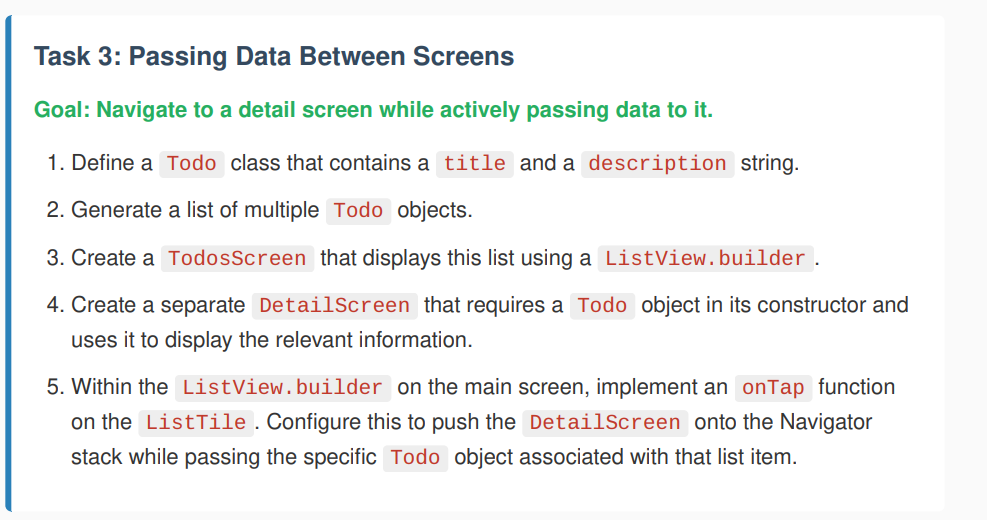 Task 3: Passing Data Between Screens
Goal: Navigate to a detail screen while actively passing data to it.
1. Define a Todo class that contains a title and a description string.
2. Generate a list of multiple Todo objects.
3. Create a TodosScreen that displays this list using a ListView.builder.
4. Create a separate DetailScreen that requires a Todo object in its constructor and
uses it to display the relevant information.
5. Within the ListView.builder on the main screen, implement an onTap function
on the ListTile. Configure this to push the DetailScreen onto the Navigator
stack while passing the specific Todo object associated with that list item.